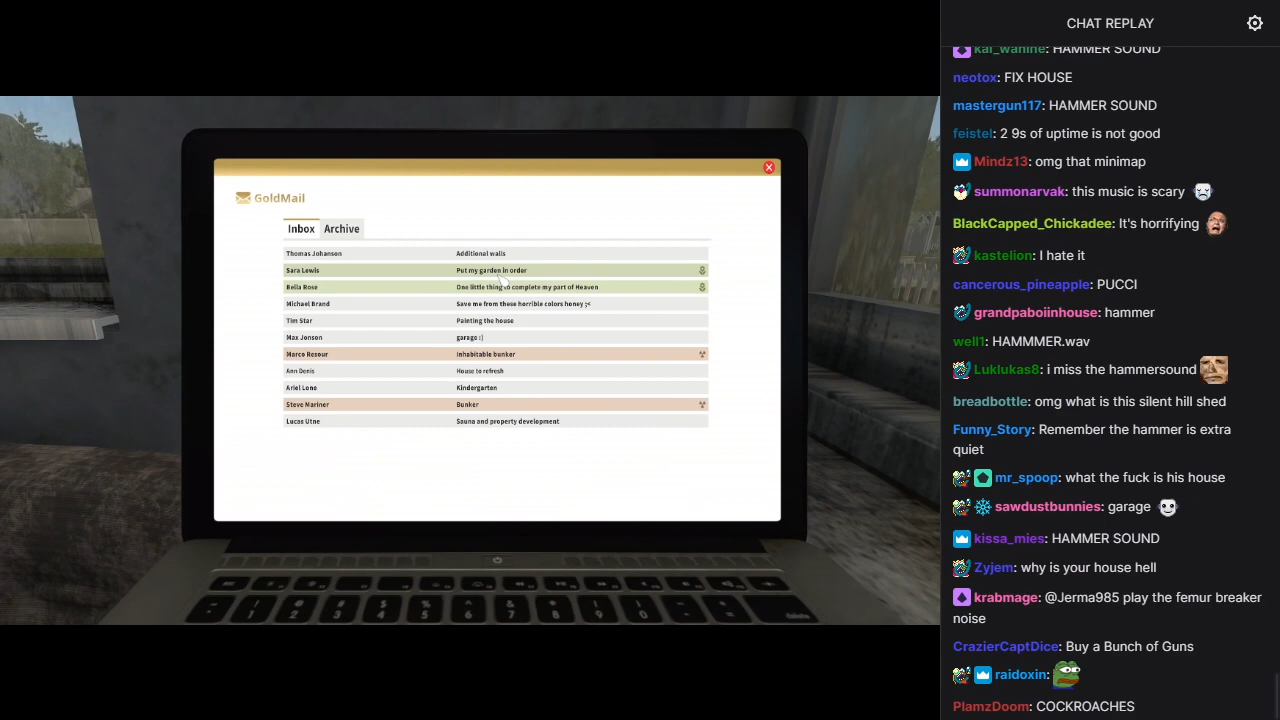 GoldMail
Inbox Archive
Thomas Johanson Additional walls
Sara Lewis Put my garden in order
Bella Rose One little thing to complete my part of Heaven
Michael Brand Save me from these horrible colors honey ;<
Tim Star Painting the house
Max Jonson garage :)
Marco Resour Inhabitable bunker
Ann Denis House to refresh
Ariel Lone Kindergarten
Steve Mariner Bunker
Lucas Utne Sauna and property development
CHAT REPLAY
kai_wanine: HAMMER SOUND
neotox: FIX HOUSE
mastergun117: HAMMER SOUND
feistel: 2 9s of uptime is not good
Mindz13: omg that minimap
summonarvak: this music is scary
BlackCapped_Chickadee: It's horrifying
kastelion: I hate it
cancerous_pineapple: PUCCI
grandpaboiinhouse: hammer
well1: HAMMMER.wav
Luklukas8: i miss the hammersound
breadbottle: omg what is this silent hill shed
Funny_Story: Remember the hammer is extra
quiet
mr_spoop: what the fuck is his house
sawdustbunnies: garage
kissa_mies: HAMMER SOUND
Zyjem: why is your house hell
krabmage: @Jerma985 play the femur breaker
noise
CrazierCaptDice: Buy a Bunch of Guns
raidoxin:
PlamzDoom: COCKROACHES